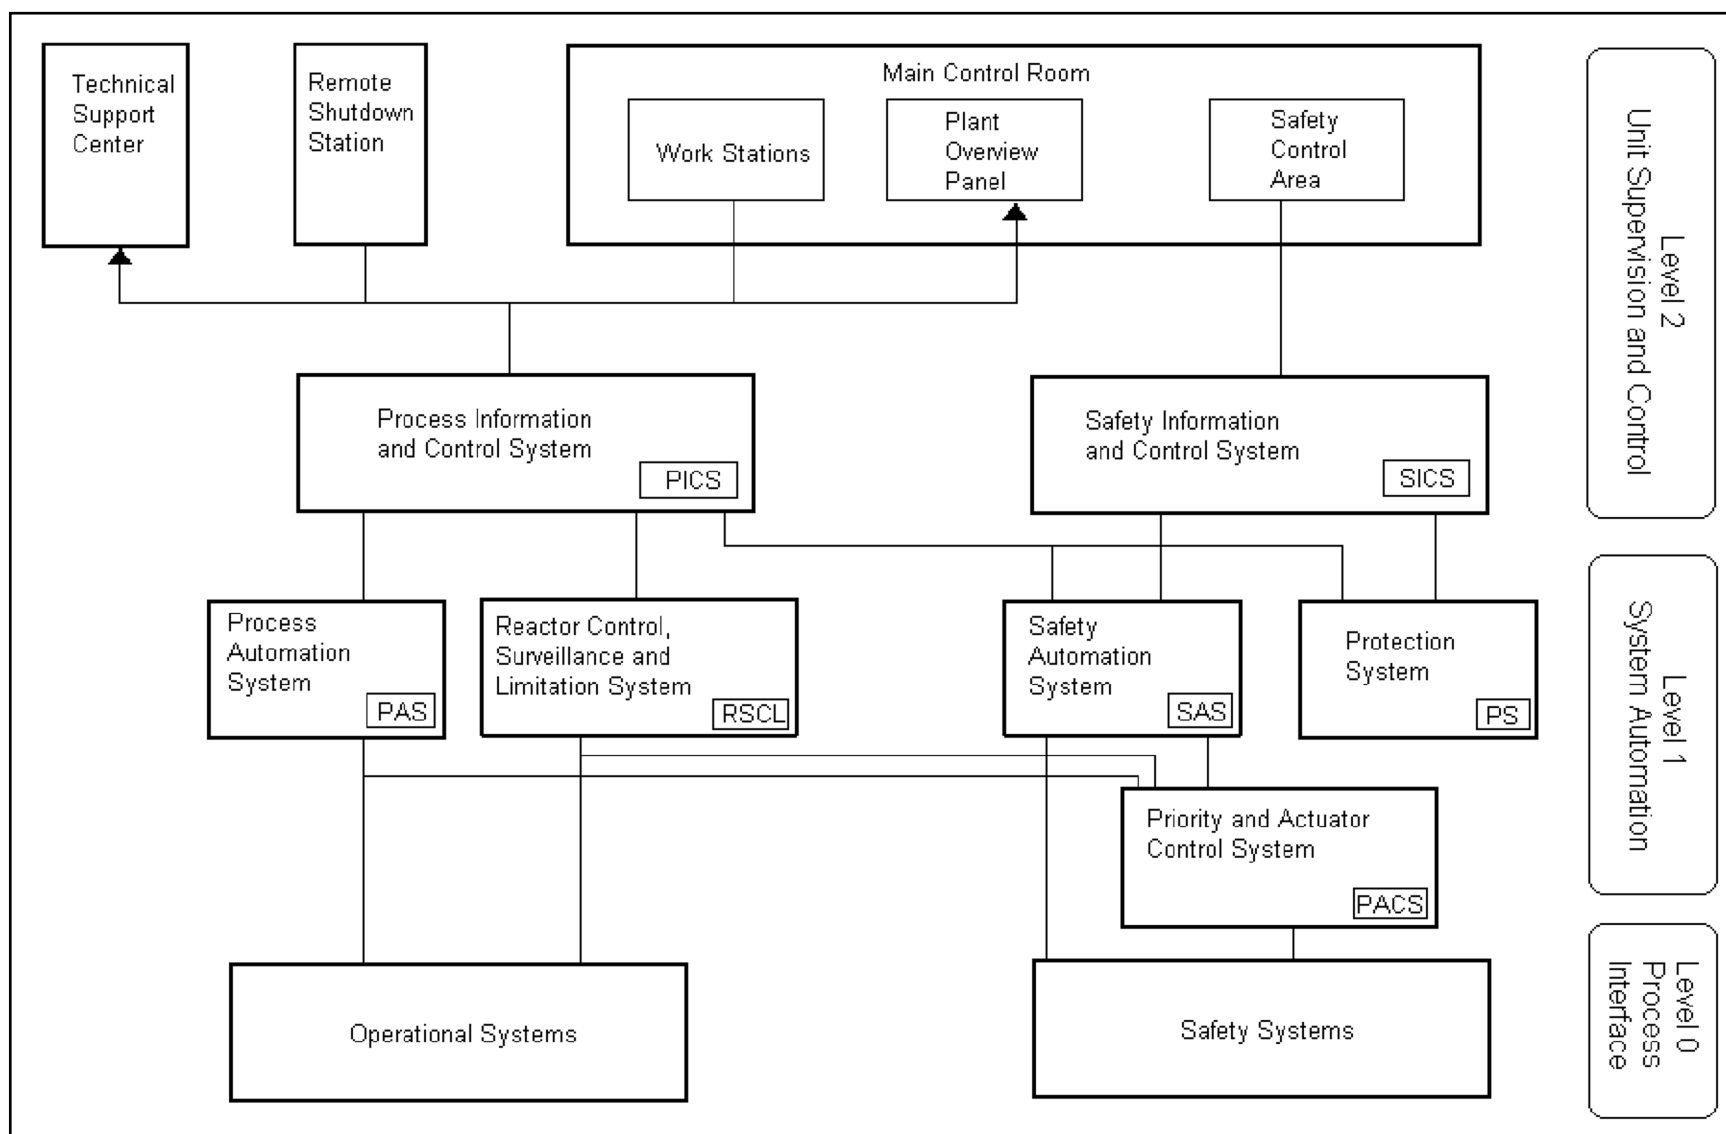 Technical
Support
Center
Remote
Shutdown
Station
Main Control Room
Work Stations
Plant
Overview
Panel
Safety
Control
Area
Level 2
Unit Supervision and Control
Process Information
and Control System
PICS
Safety Information
and Control System
SICS
Process
Automation
System
PAS
Reactor Control,
Surveillance and
Limitation System
RSCL
Safety
Automation
System
SAS
Protection
System
PS
Level 1
System Automation
Priority and Actuator
Control System
PACS
Operational Systems
Safety Systems
Level 0
Process
Interface